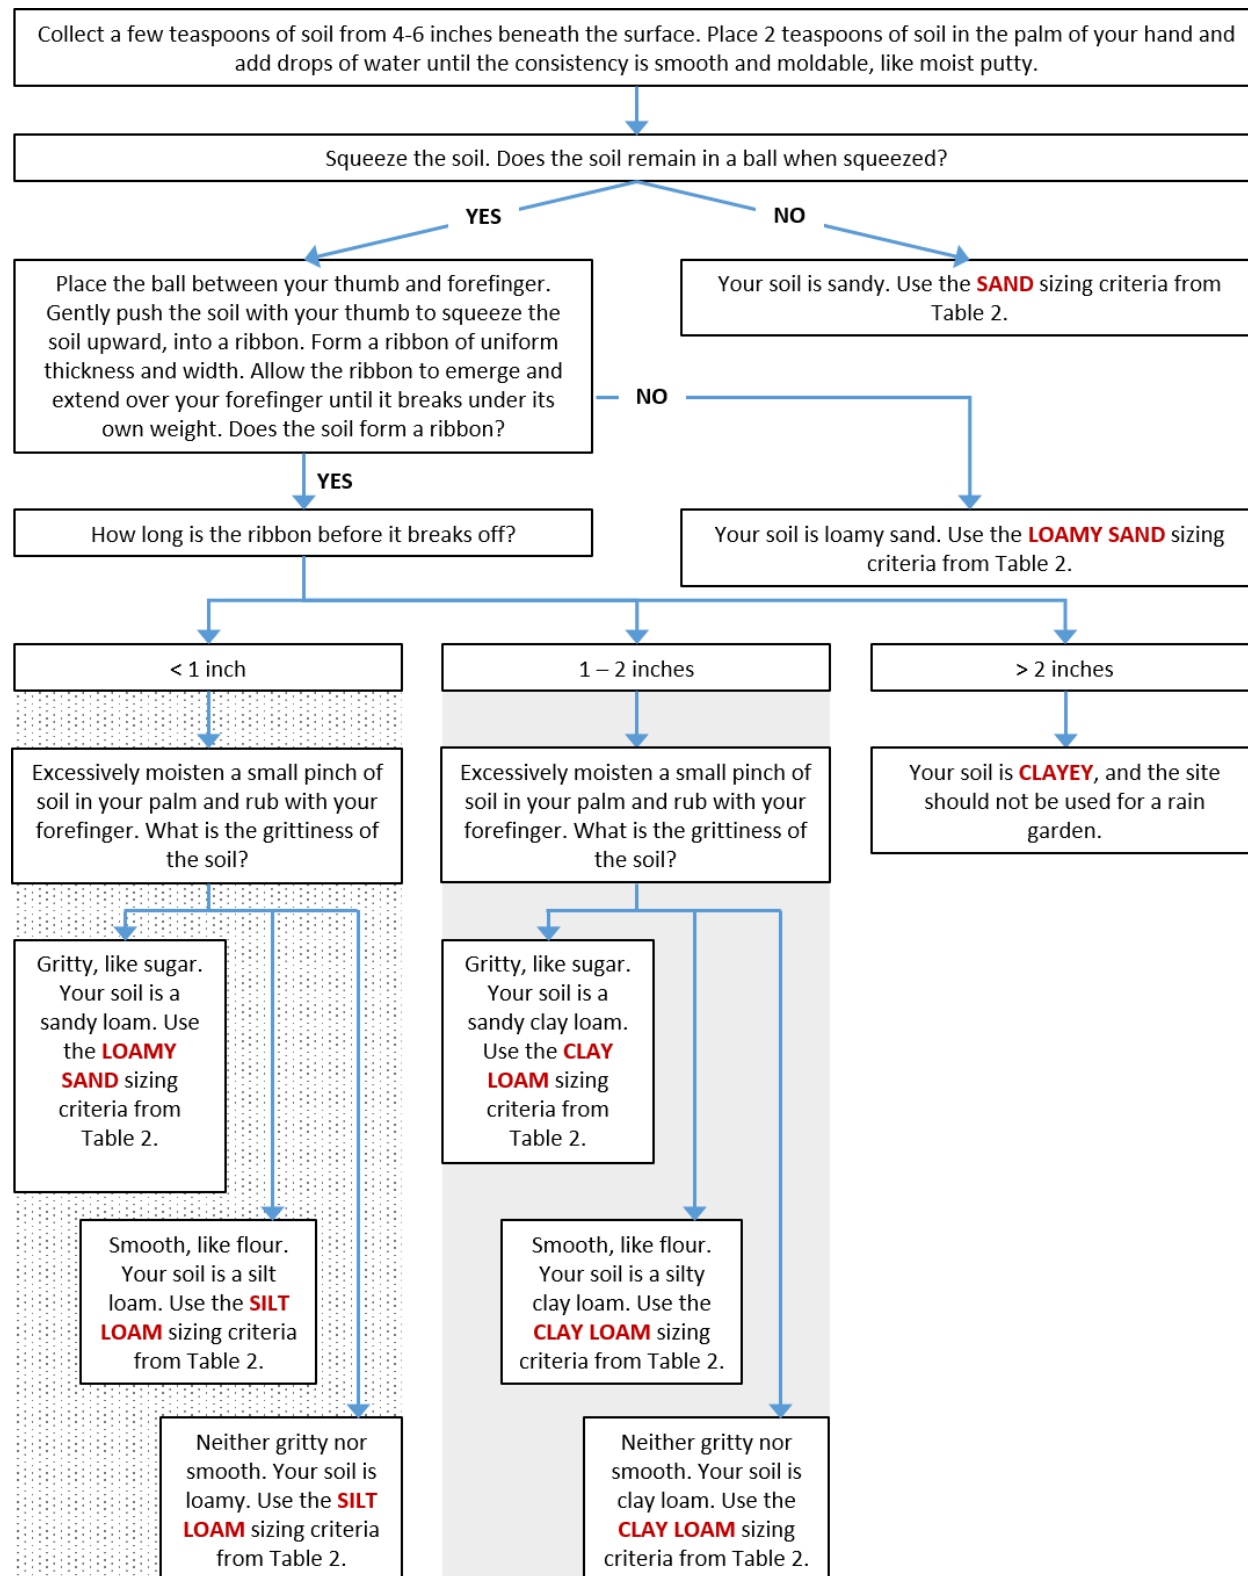 Collect a few teaspoons of soil from 4-6 inches beneath the surface. Place 2 teaspoons of soil in the palm of your hand and
add drops of water until the consistency is smooth and moldable, like moist putty.
Squeeze the soil. Does the soil remain in a ball when squeezed?
YES
NO
Place the ball between your thumb and forefinger.
Gently push the soil with your thumb to squeeze the
soil upward, into a ribbon. Form a ribbon of uniform
thickness and width. Allow the ribbon to emerge and
extend over your forefinger until it breaks under its
own weight. Does the soil form a ribbon?
Your soil is sandy. Use the SAND sizing criteria from
Table 2.
NO
YES
How long is the ribbon before it breaks off?
Your soil is loamy sand. Use the LOAMY SAND sizing
criteria from Table 2.
< 1 inch
1 – 2 inches
> 2 inches
Excessively moisten a small pinch of
soil in your palm and rub with your
forefinger. What is the grittiness of
the soil?
Excessively moisten a small pinch of
soil in your palm and rub with your
forefinger. What is the grittiness of
the soil?
Your soil is CLAYEY, and the site
should not be used for a rain
garden.
Gritty, like sugar.
Your soil is a
sandy loam. Use
the LOAMY
SAND sizing
criteria from
Table 2.
Smooth, like flour.
Your soil is a silt
loam. Use the SILT
LOAM sizing criteria
from Table 2.
Neither gritty nor
smooth. Your soil is
loamy. Use the SILT
LOAM sizing criteria
from Table 2.
Gritty, like sugar.
Your soil is a
sandy clay loam.
Use the CLAY
LOAM sizing
criteria from
Table 2.
Smooth, like flour.
Your soil is a silty
clay loam. Use the
CLAY LOAM sizing
criteria from Table 2.
Neither gritty nor
smooth. Your soil is
clay loam. Use the
CLAY LOAM sizing
criteria from Table 2.